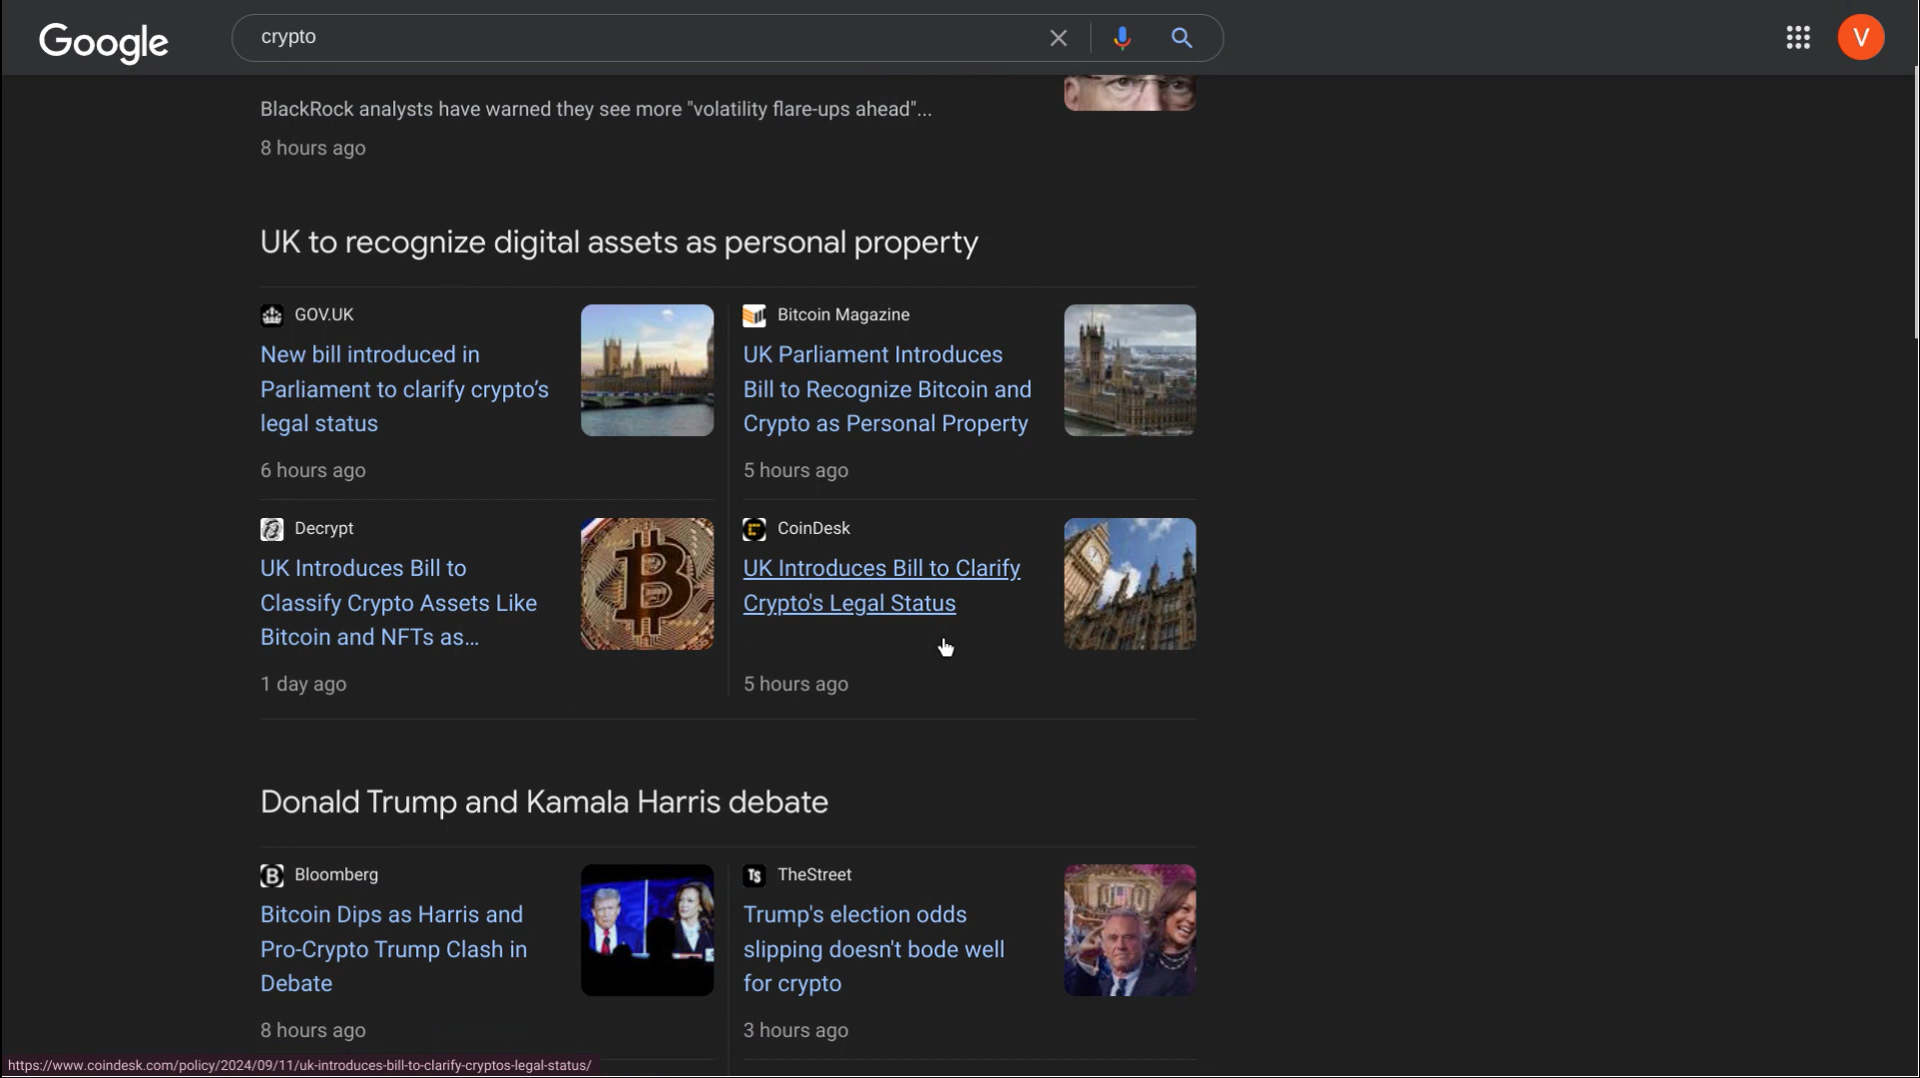 Google
crypto
V
BlackRock analysts have warned they see more "volatility flare-ups ahead"...
8 hours ago
UK to recognize digital assets as personal property
GOV.UK
New bill introduced in
Parliament to clarify crypto’s
legal status
6 hours ago
Bitcoin Magazine
UK Parliament Introduces
Bill to Recognize Bitcoin and
Crypto as Personal Property
5 hours ago
Decrypt
UK Introduces Bill to
Classify Crypto Assets Like
Bitcoin and NFTs as...
1 day ago
CoinDesk
UK Introduces Bill to Clarify
Crypto's Legal Status
5 hours ago
Donald Trump and Kamala Harris debate
B
Bloomberg
Bitcoin Dips as Harris and
Pro-Crypto Trump Clash in
Debate
8 hours ago
Ts
TheStreet
Trump's election odds
slipping doesn't bode well
for crypto
3 hours ago
https://www.coindesk.com/policy/2024/09/11/uk-introduces-bill-to-clarify-cryptos-legal-status/